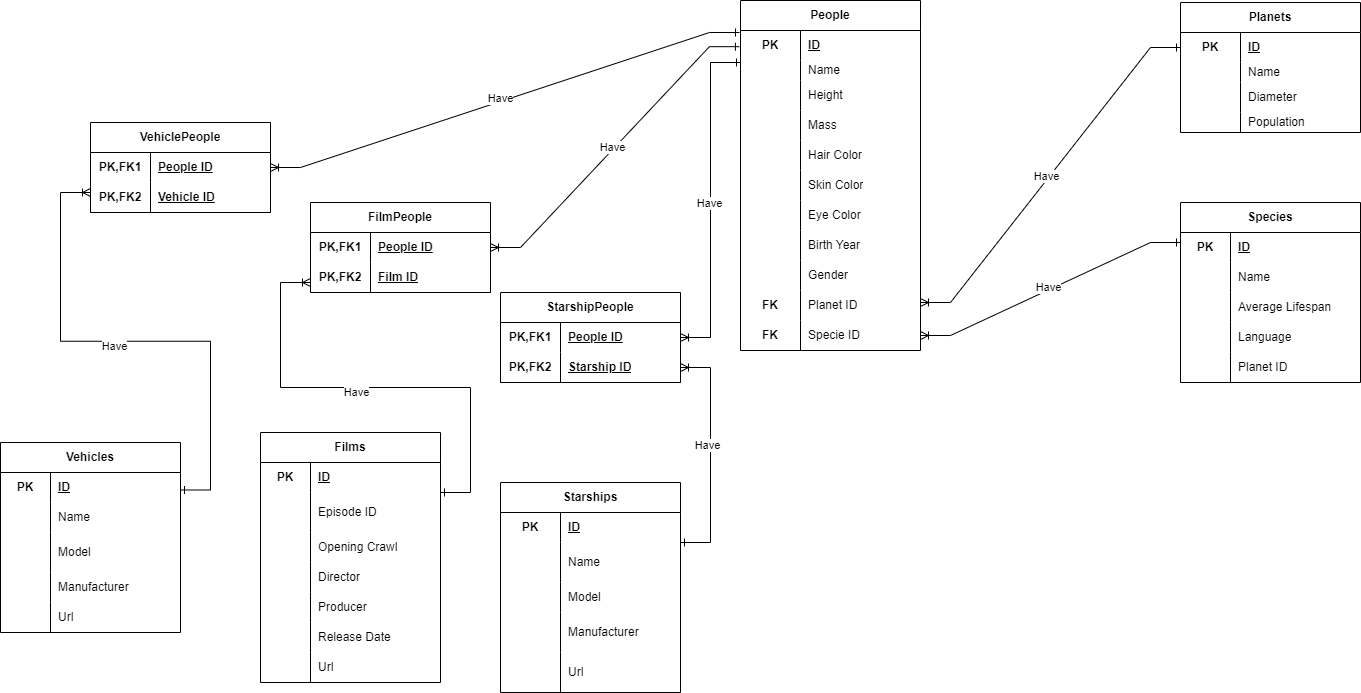 People
PK ID
Name
Height
Mass
Hair Color
Skin Color
Eye Color
Birth Year
Gender
FK Planet ID
FK Specie ID
Planets
PK ID
Name
Diameter
Population
Species
PK ID
Name
Average Lifespan
Language
Planet ID
VehiclePeople
PK,FK1 People ID
PK,FK2 Vehicle ID
FilmPeople
PK,FK1 People ID
PK,FK2 Film ID
StarshipPeople
PK,FK1 People ID
PK,FK2 Starship ID
Vehicles
PK ID
Name
Model
Manufacturer
Url
Films
PK ID
Episode ID
Opening Crawl
Director
Producer
Release Date
Url
Starships
PK ID
Name
Model
Manufacturer
Url
Have
Have
Have
Have
Have
Have
Have
Have